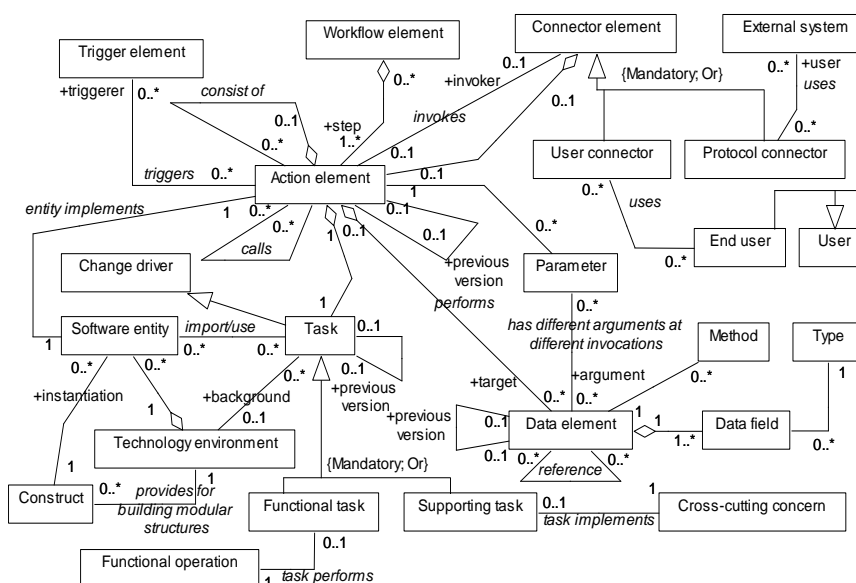 Trigger element
Workflow element
Connector element
External system
+triggerer
0..*
consist of
0..1
0..*
0..*
+step
1..*
0..1
+invoker
invokes
0..1
0..1
{Mandatory; Or}
0..*
+user
uses
0..*
User connector
Protocol connector
triggers
0..*
Action element
0..1
0..1
1
0..*
uses
0..*
End user
User
entity implements
1
0..*
0..*
calls
1
0..1
0..1
0..1
+previous
version
0..*
Parameter
performs
Change driver
1
Software entity
import/use
Task
0..1
0..1
+previous
version
1
0..*
0..*
0..*
0..*
0..*
0..*
has different arguments at
different invocations
Method
Type
+instantiation
+background
0..1
1
+target
0..*
+argument
0..*
0..*
1
+previous
version
0..1
0..1
Data element
1
1
1..*
Data field
0..*
0..*
0..*
reference
Technology environment
1
1
Construct
0..*
provides for
building modular
structures
{Mandatory; Or}
Functional task
Supporting task
0..1
1
task implements
Cross-cutting concern
0..1
Functional operation
1
task performs